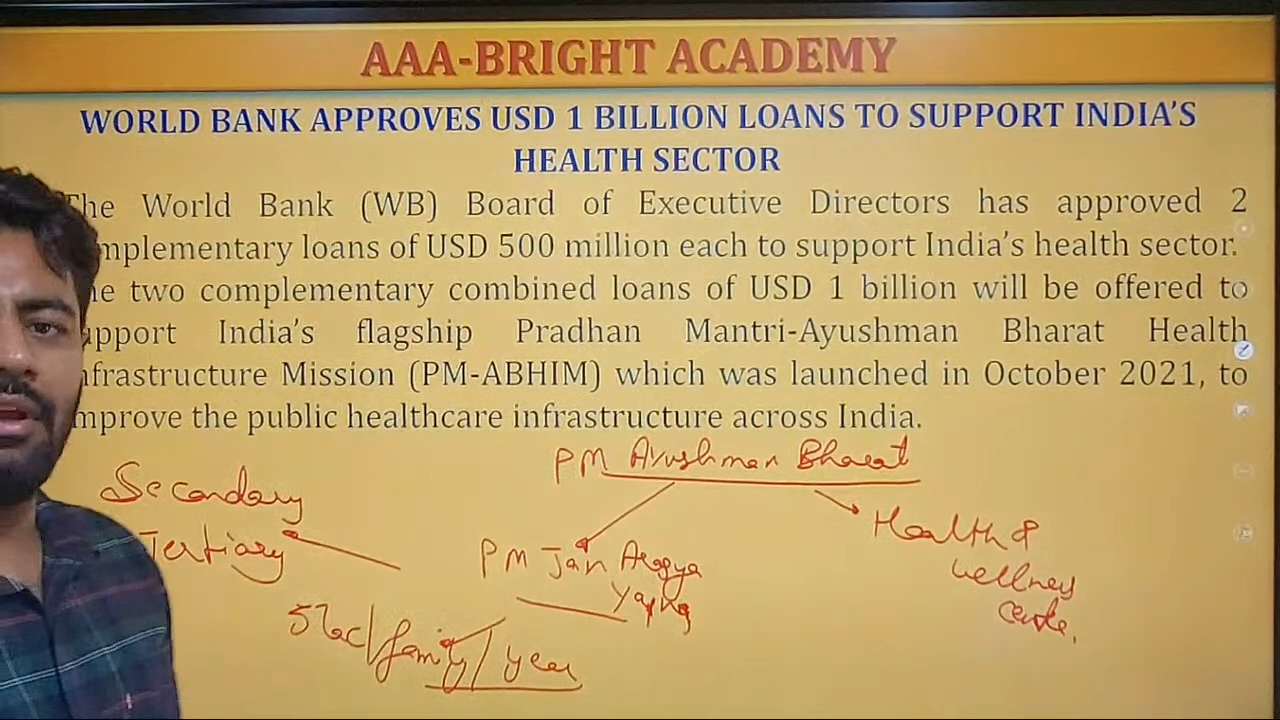 AAA-BRIGHT ACADEMY
WORLD BANK APPROVES USD 1 BILLION LOANS TO SUPPORT INDIA'S
HEALTH SECTOR
The World Bank (WB) Board of Executive Directors has approved 2
mplementary loans of USD 500 million each to support India's health sector.
he two complementary combined loans of USD 1 billion will be offered to
upport India's flagship Pradhan Mantri-Ayushman Bharat Health
nfrastructure Mission (PM-ABHIM) which was launched in October 2021, to
mprove the public healthcare infrastructure across India.
PM Ayushman Bharat
Secondary
Tertiary
PM Jan Arogya
Health &
wellness
5 lac/family/year